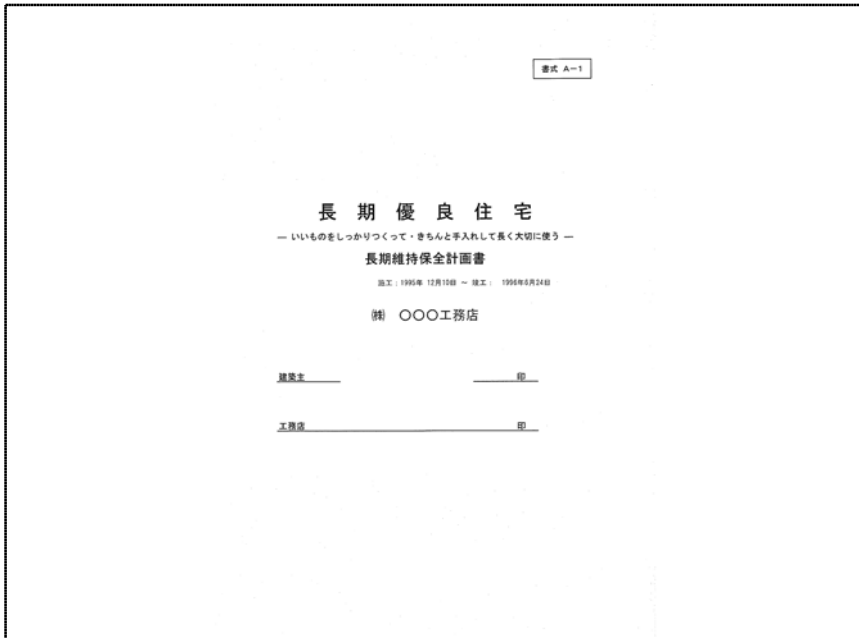 書式 A-1
長 期 優 良 住 宅
― いいものをしっかりつくって・きちんと手入れして長く大切に使う ―
長期維持保全計画書
施工：1995年 12月10日 ～ 竣工： 1996年6月24日
㈱ 〇〇〇工務店
建築主 印
工務店 印